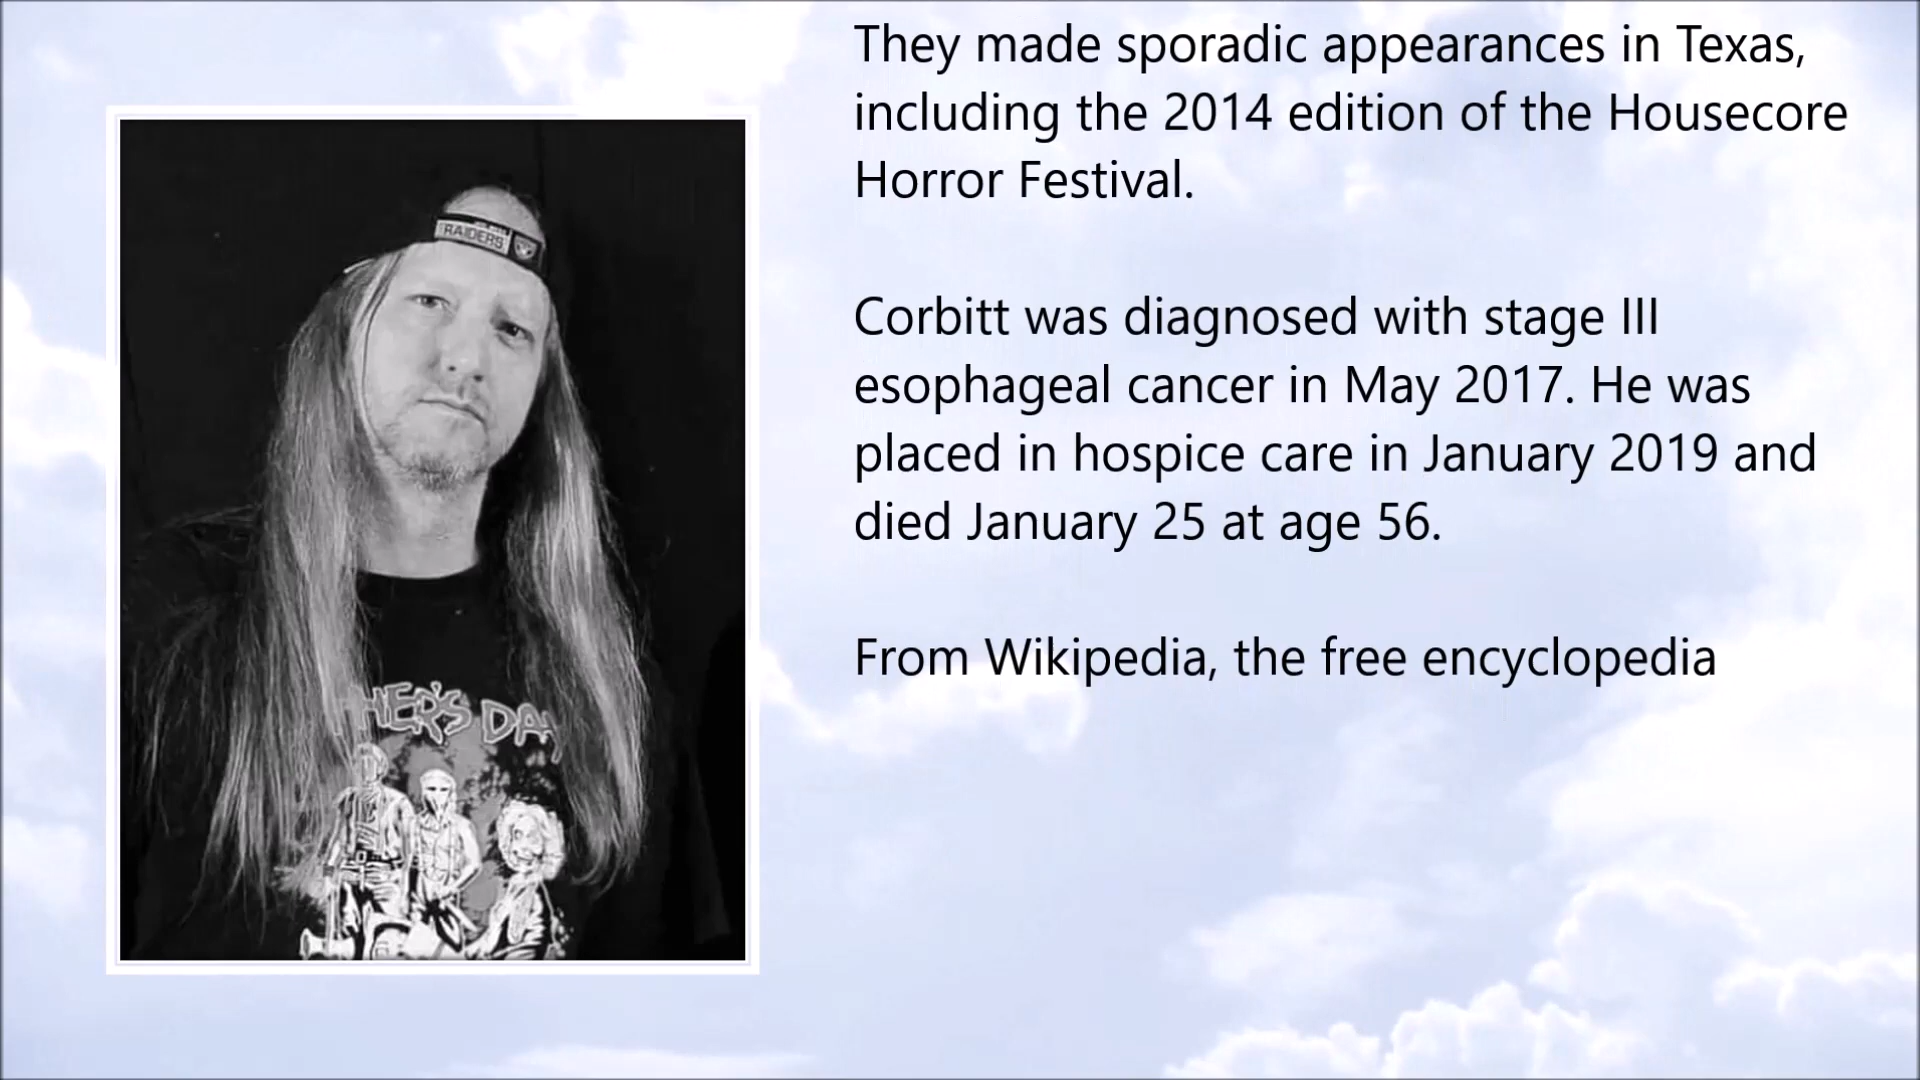 They made sporadic appearances in Texas,
including the 2014 edition of the Housecore
Horror Festival.
RAIDERS
Corbitt was diagnosed with stage III
esophageal cancer in May 2017. He was
placed in hospice care in January 2019 and
died January 25 at age 56.
From Wikipedia, the free encyclopedia
HER'S DAY